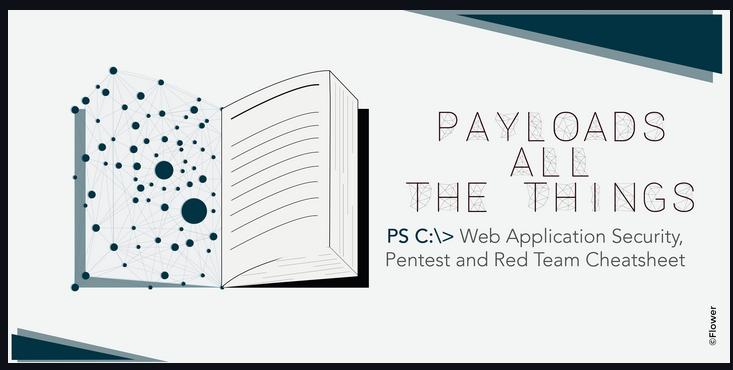 PAYLOADS
ALL
THE THINGS
PS C:\> Web Application Security,
Pentest and Red Team Cheatsheet
©Flower